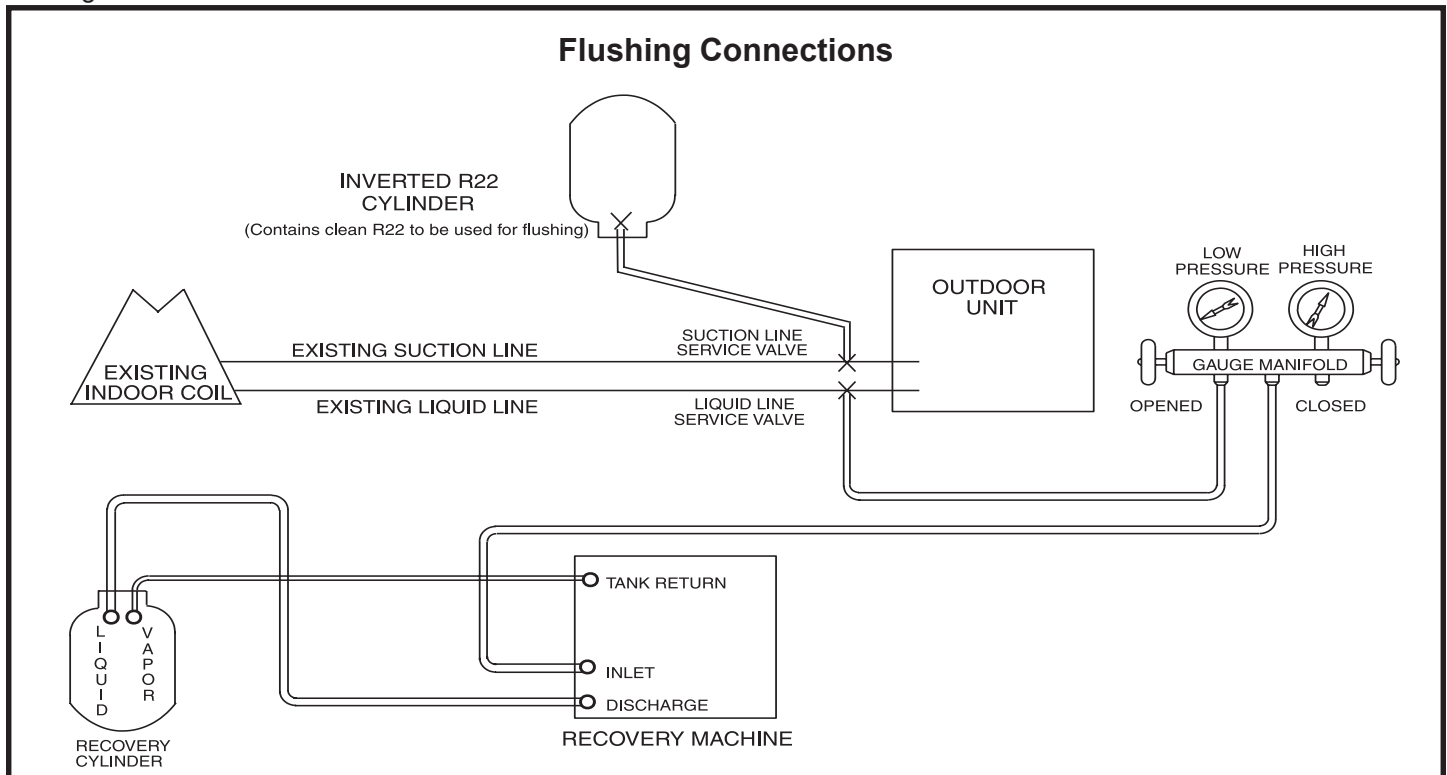 Flushing Connections
INVERTED R22
CYLINDER
(Contains clean R22 to be used for flushing)
LOW
PRESSURE
HIGH
PRESSURE
OUTDOOR
UNIT
SUCTION LINE
SERVICE VALVE
EXISTING SUCTION LINE
GAUGE MANIFOLD
EXISTING
INDOOR COIL
EXISTING LIQUID LINE
LIQUID LINE
SERVICE VALVE
OPENED
CLOSED
TANK RETURN
LIQUID
VAPOR
INLET
DISCHARGE
RECOVERY
CYLINDER
RECOVERY MACHINE